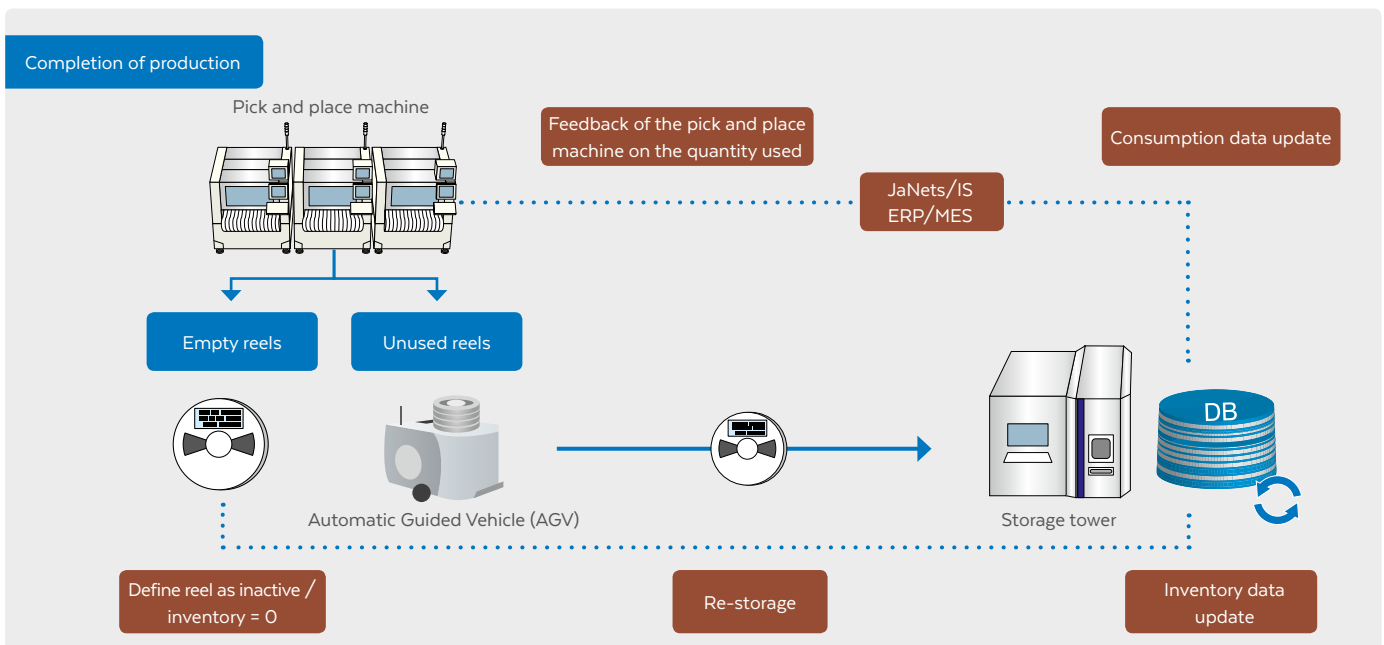 Completion of production
Pick and place machine
Feedback of the pick and place
machine on the quantity used
Consumption data update
JaNets/IS
ERP/MES
Empty reels
Unused reels
DB
Automatic Guided Vehicle (AGV)
Storage tower
Define reel as inactive /
inventory = 0
Re-storage
Inventory data
update